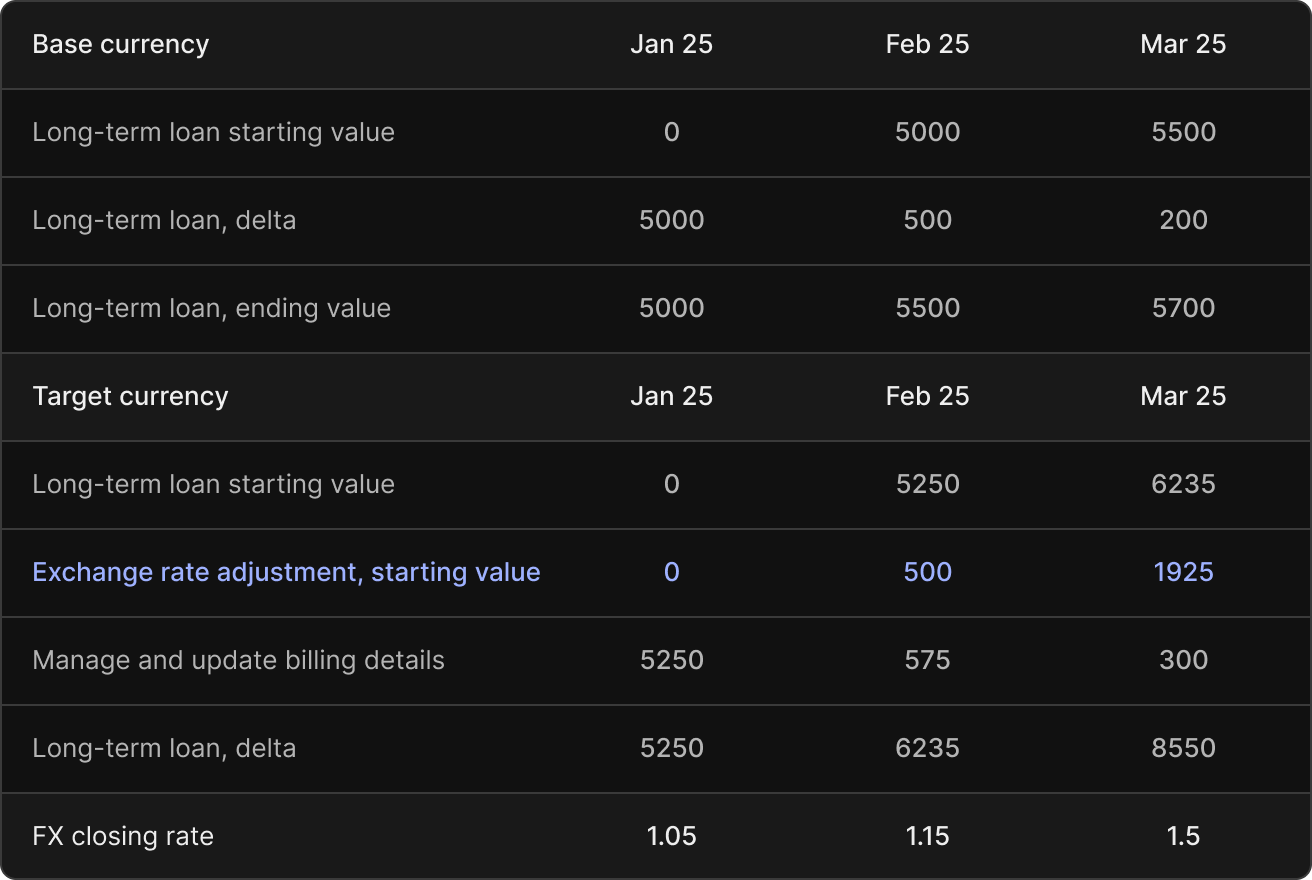 Base currency Jan 25 Feb 25 Mar 25
Long-term loan starting value 0 5000 5500
Long-term loan, delta 5000 500 200
Long-term loan, ending value 5000 5500 5700
Target currency Jan 25 Feb 25 Mar 25
Long-term loan starting value 0 5250 6235
Exchange rate adjustment, starting value 0 500 1925
Manage and update billing details 5250 575 300
Long-term loan, delta 5250 6235 8550
FX closing rate 1.05 1.15 1.5